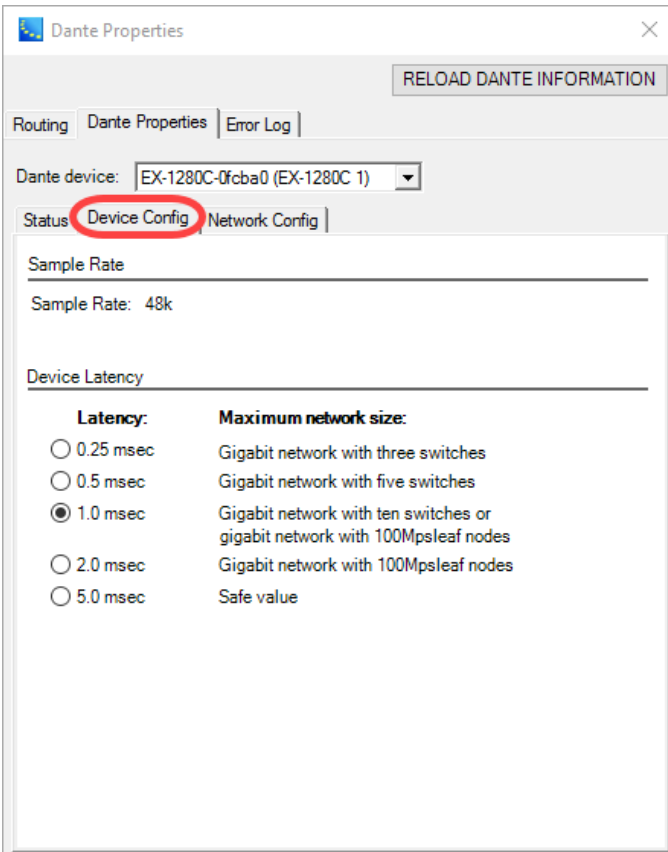 Dante Properties
RELOAD DANTE INFORMATION
Routing Dante Properties Error Log
Dante device: EX-1280C-0fcba0 (EX-1280C 1)
Status Device Config Network Config
Sample Rate
Sample Rate: 48k
Device Latency
Latency: Maximum network size:
0.25 msec Gigabit network with three switches
0.5 msec Gigabit network with five switches
1.0 msec Gigabit network with ten switches or
gigabit network with 100Mpsleaf nodes
2.0 msec Gigabit network with 100Mpsleaf nodes
5.0 msec Safe value